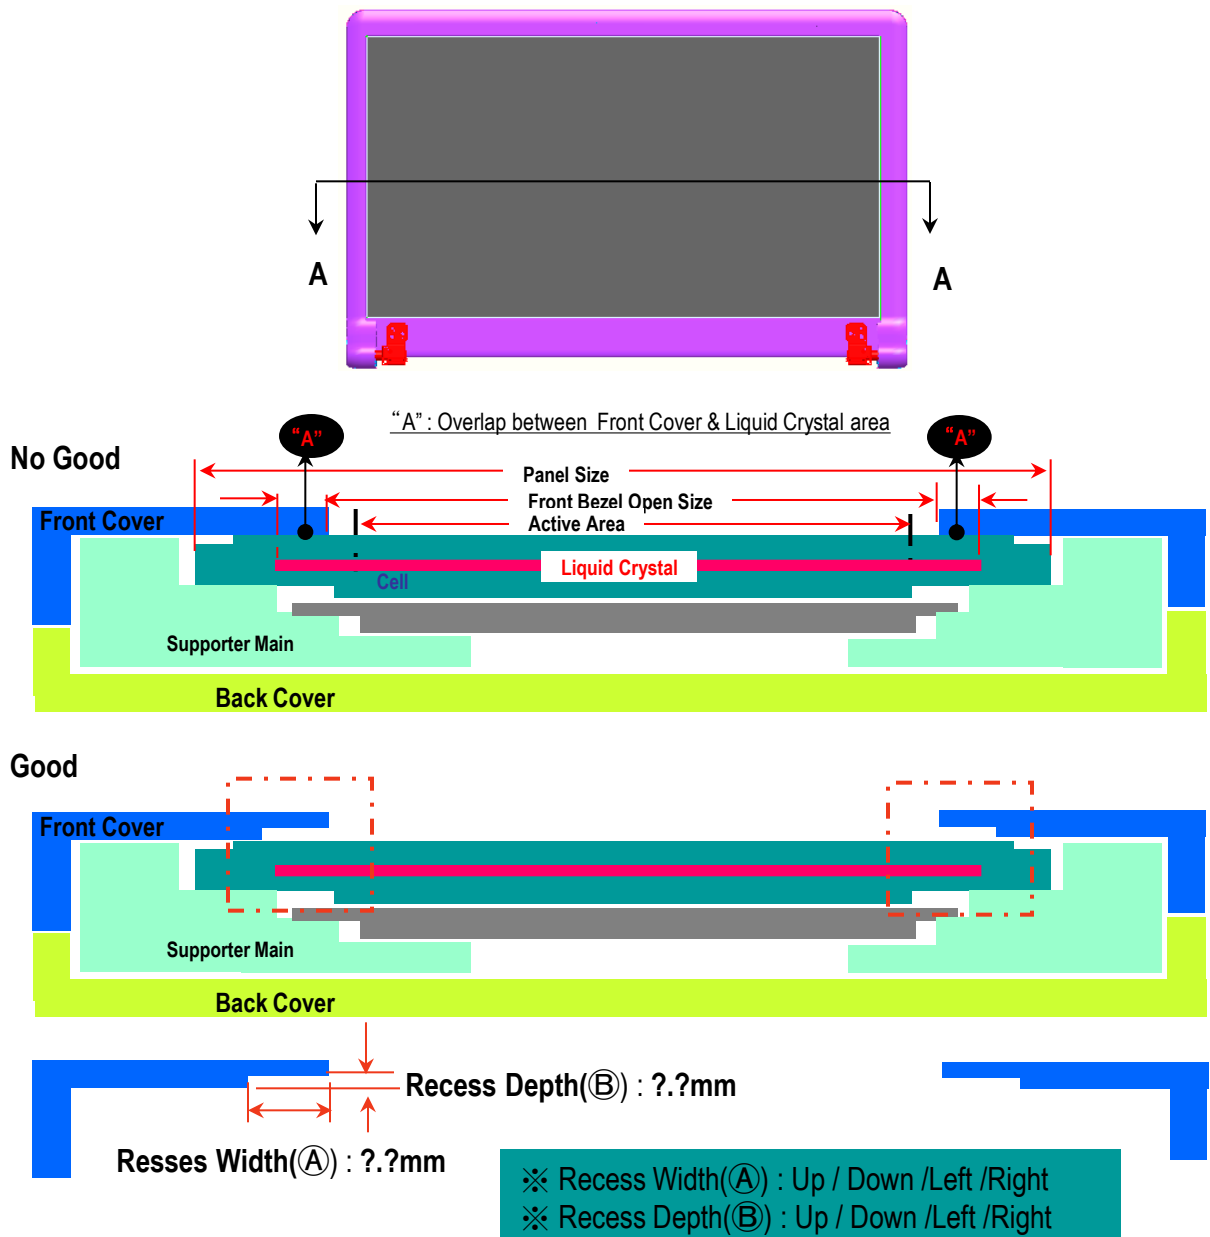 A
A
“A” : Overlap between Front Cover & Liquid Crystal area
“A”
“A”
No Good
Panel Size
Front Bezel Open Size
Front Cover
Active Area
Liquid Crystal
Cell
Supporter Main
Back Cover
Good
Front Cover
Supporter Main
Back Cover
Recess Depth(Ⓑ) : ?.?mm
Resses Width(Ⓐ) : ?.?mm
※ Recess Width(Ⓐ) : Up / Down /Left /Right
※ Recess Depth(Ⓑ) : Up / Down /Left /Right